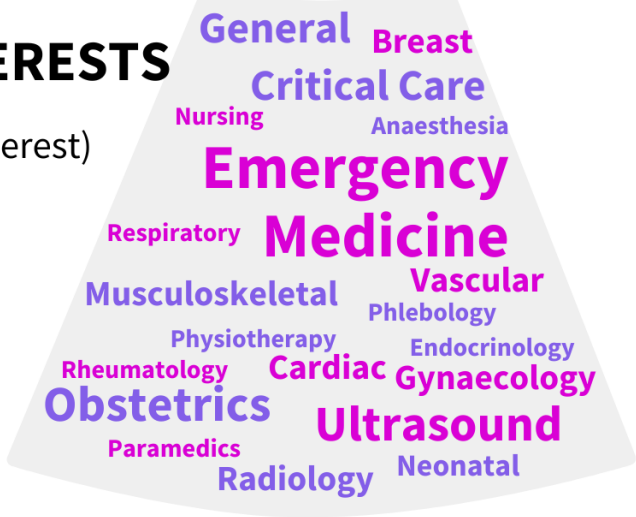 ERESTS
erest)
General
Breast
Critical Care
Nursing
Anaesthesia
Emergency
Respiratory
Medicine
Vascular
Musculoskeletal
Phlebology
Physiotherapy
Endocrinology
Rheumatology
Cardiac
Gynaecology
Obstetrics
Ultrasound
Paramedics
Neonatal
Radiology